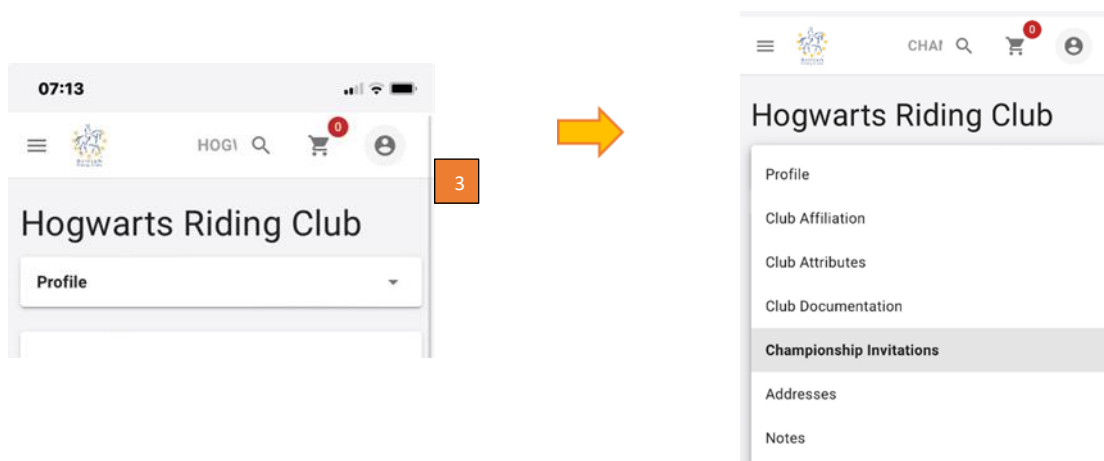 07:13
HOGI
0
3
Hogwarts Riding Club
Profile
CHAI
0
Hogwarts Riding Club
Profile
Club Affiliation
Club Attributes
Club Documentation
Championship Invitations
Addresses
Notes